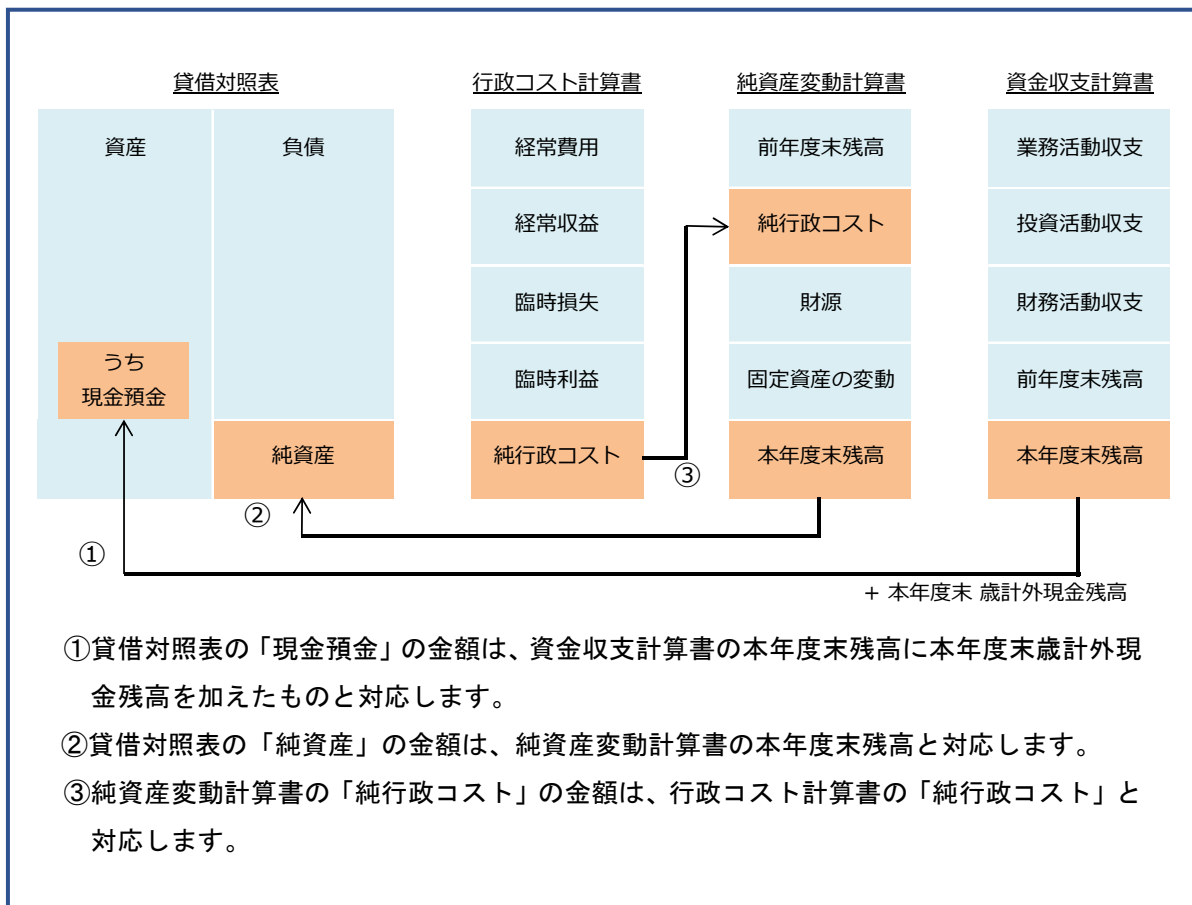 貸借対照表
行政コスト計算書
純資産変動計算書
資金収支計算書
資産
負債
経常費用
前年度末残高
業務活動収支
経常収益
純行政コスト
投資活動収支
臨時損失
財源
財務活動収支
うち
現金預金
臨時利益
固定資産の変動
前年度末残高
純資産
純行政コスト
本年度末残高
本年度末残高
③
②
①
+ 本年度末 歳計外現金残高
①貸借対照表の「現金預金」の金額は、資金収支計算書の本年度末残高に本年度末歳計外現
金残高を加えたものと対応します。
②貸借対照表の「純資産」の金額は、純資産変動計算書の本年度末残高と対応します。
③純資産変動計算書の「純行政コスト」の金額は、行政コスト計算書の「純行政コスト」と
対応します。